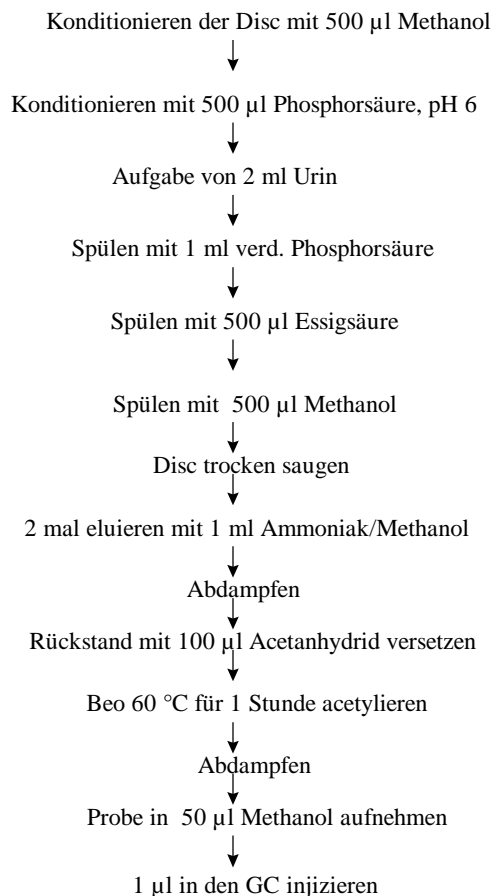 Konditionieren der Disc mit 500 µl Methanol
Konditionieren mit 500 µl Phosphorsäure, pH 6
Aufgabe von 2 ml Urin
Spülen mit 1 ml verd. Phosphorsäure
Spülen mit 500 µl Essigsäure
Spülen mit 500 µl Methanol
Disc trocken saugen
2 mal eluieren mit 1 ml Ammoniak/Methanol
Abdampfen
Rückstand mit 100 µl Acetanhydrid versetzen
Beo 60 °C für 1 Stunde acetylieren
Abdampfen
Probe in 50 µl Methanol aufnehmen
1 µl in den GC injizieren